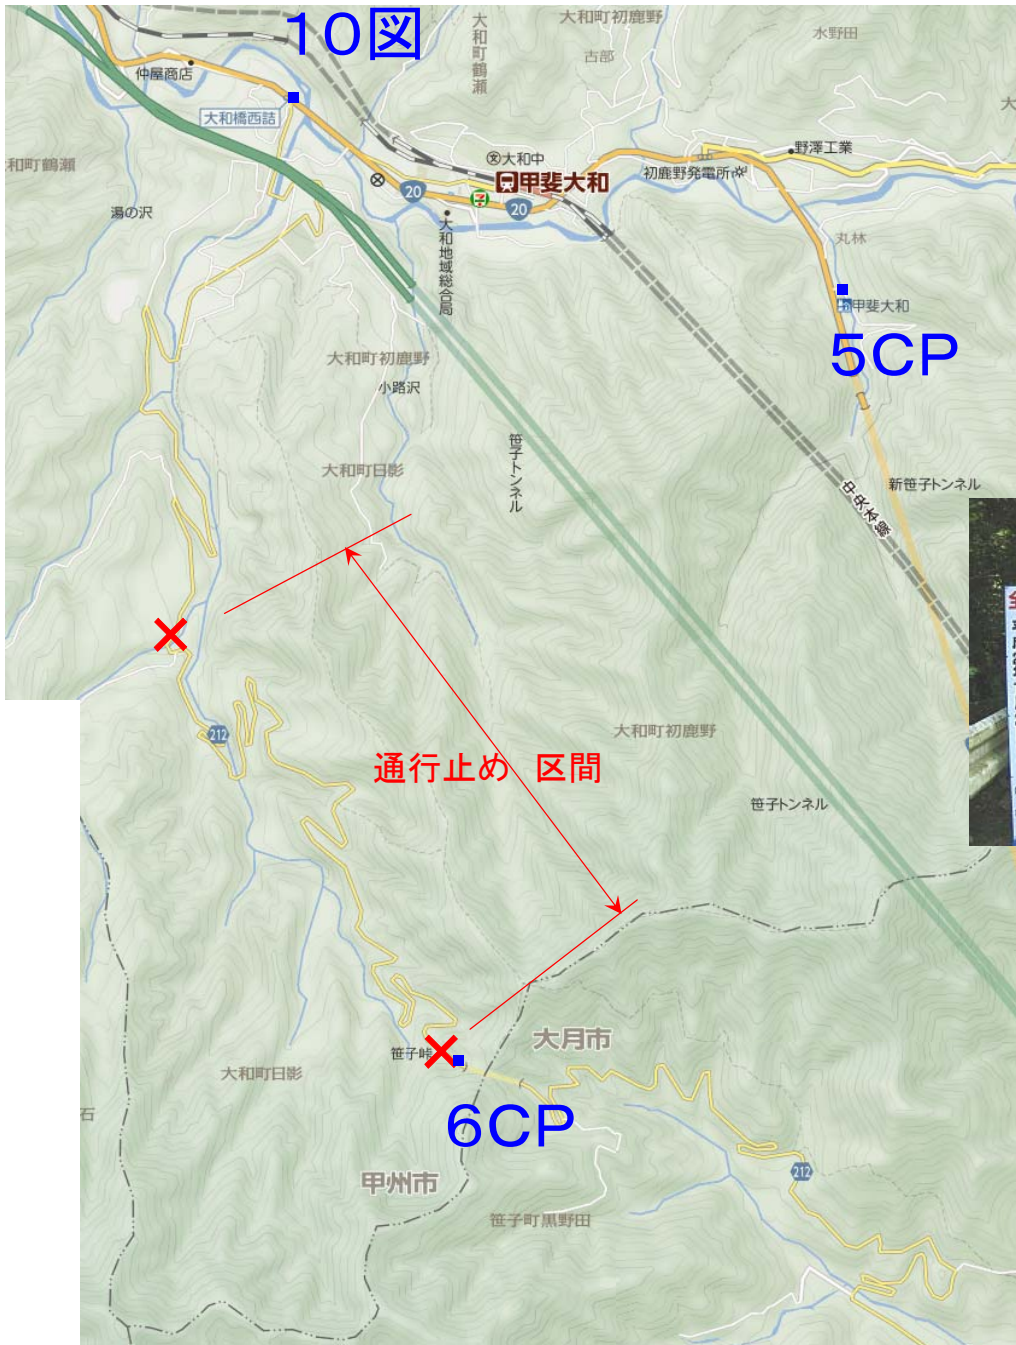 10図
大和町初鹿野
水野田
古部
大和町鶴瀬
仲屋商店
大和橋西詰
和町鶴瀬
大和中
甲斐大和
初鹿野発電所
野澤工業
20
20
湯の沢
大和地域総合局
丸林
甲斐大和
5CP
大和町初鹿野
小路沢
笹子トンネル
大和町日影
新笹子トンネル
中央本線
大和町初鹿野
212
通行止め 区間
笹子トンネル
大月市
笹子峠
大和町日影
6CP
石
甲州市
212
笹子町黒野田